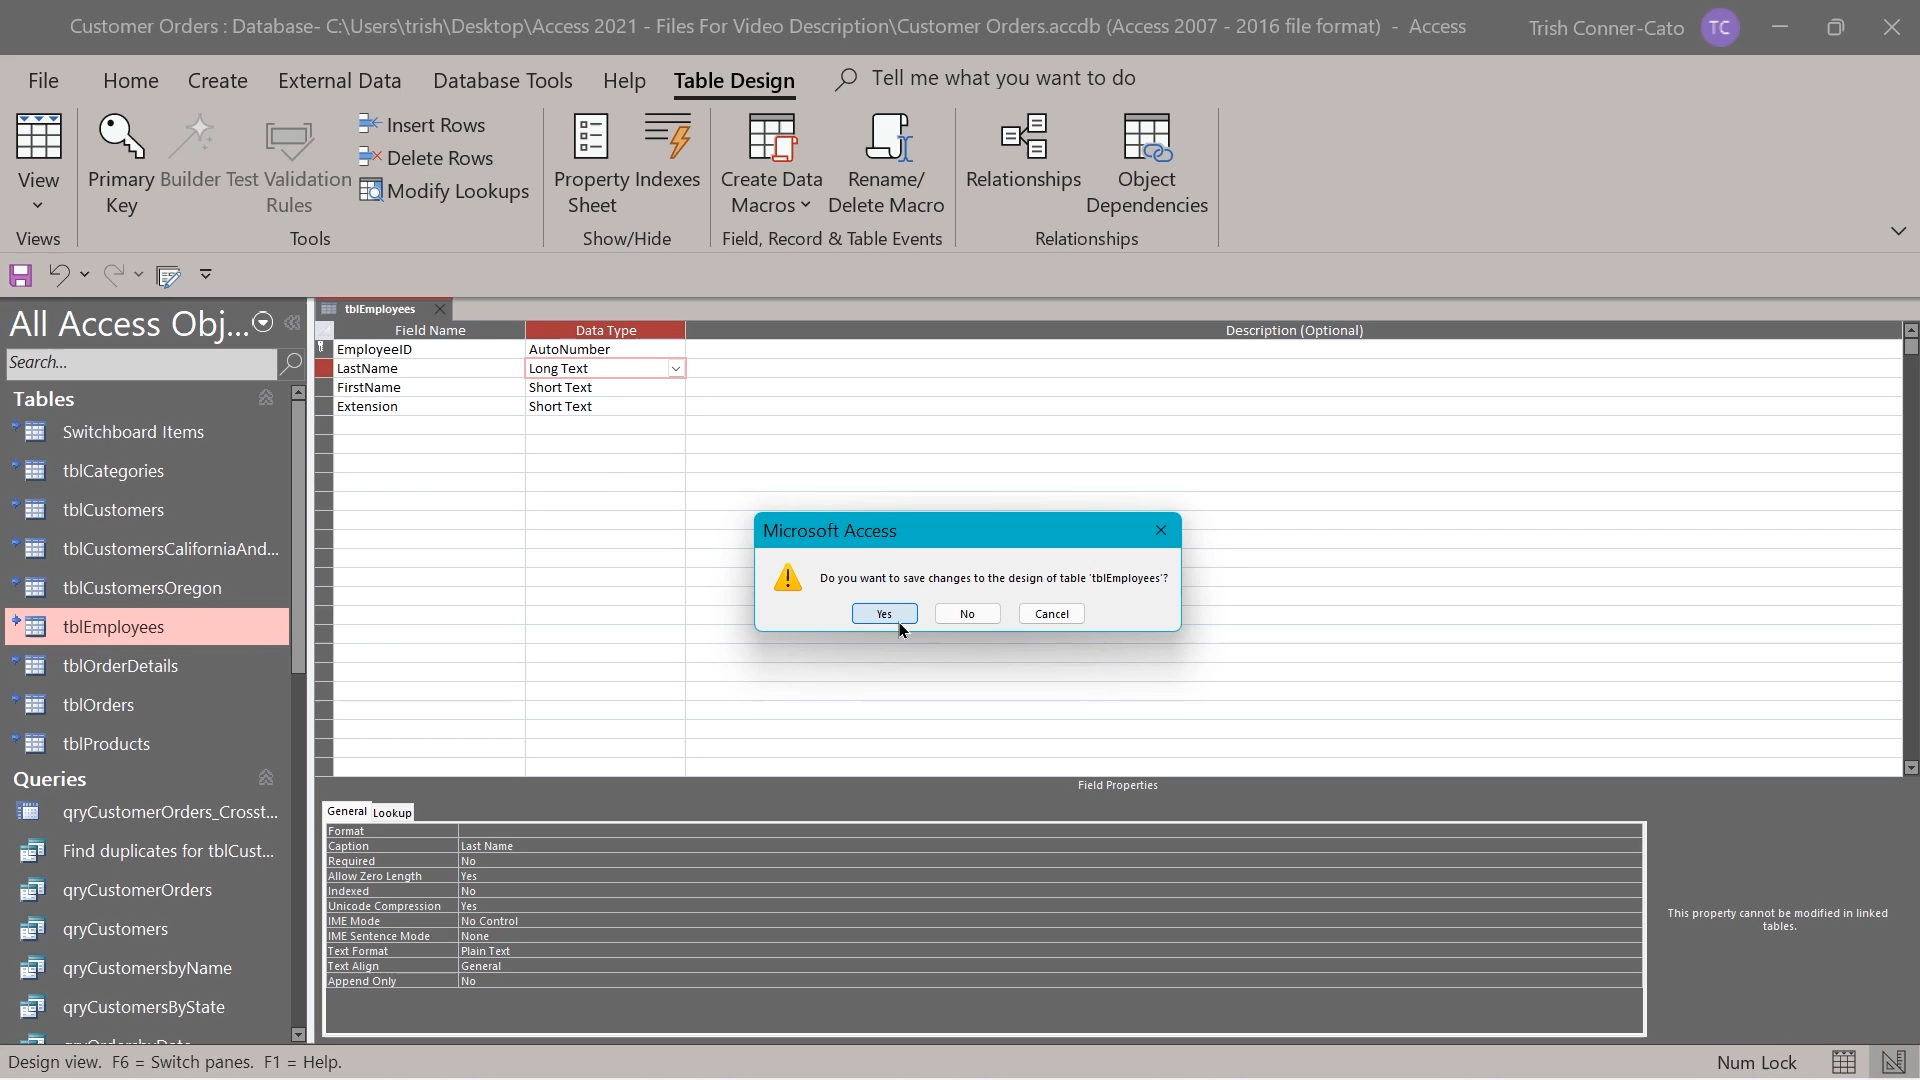 Customer Orders : Database- C:\Users\trish\Desktop\Access 2021 - Files For Video Description\Customer Orders.accdb (Access 2007 - 2016 file format) - Access
Trish Conner-Cato
TC
File
Home
Create
External Data
Database Tools
Help
Table Design
Tell me what you want to do
View
Primary
Key
Builder
Test Validation
Rules
Insert Rows
Delete Rows
Modify Lookups
Property
Sheet
Indexes
Create Data
Macros
Rename/
Delete Macro
Relationships
Object
Dependencies
Views
Tools
Show/Hide
Field, Record & Table Events
Relationships
All Access Obj...
Search...
Tables
Switchboard Items
tblCategories
tblCustomers
tblCustomersCaliforniaAnd...
tblCustomersOregon
tblEmployees
tblOrderDetails
tblOrders
tblProducts
Queries
qryCustomerOrders_Crosst...
Find duplicates for tblCust...
qryCustomerOrders
qryCustomers
qryCustomersbyName
qryCustomersByState
tblEmployees
Field Name
Data Type
Description (Optional)
EmployeeID
AutoNumber
LastName
Long Text
FirstName
Short Text
Extension
Short Text
Microsoft Access
Do you want to save changes to the design of table 'tblEmployees'?
Yes
No
Cancel
Field Properties
General
Lookup
Format
Caption
Last Name
Required
No
Allow Zero Length
Yes
Indexed
No
Unicode Compression
Yes
IME Mode
No Control
IME Sentence Mode
None
Text Format
Plain Text
Text Align
General
Append Only
No
This property cannot be modified in linked
tables.
Design view. F6 = Switch panes. F1 = Help.
Num Lock